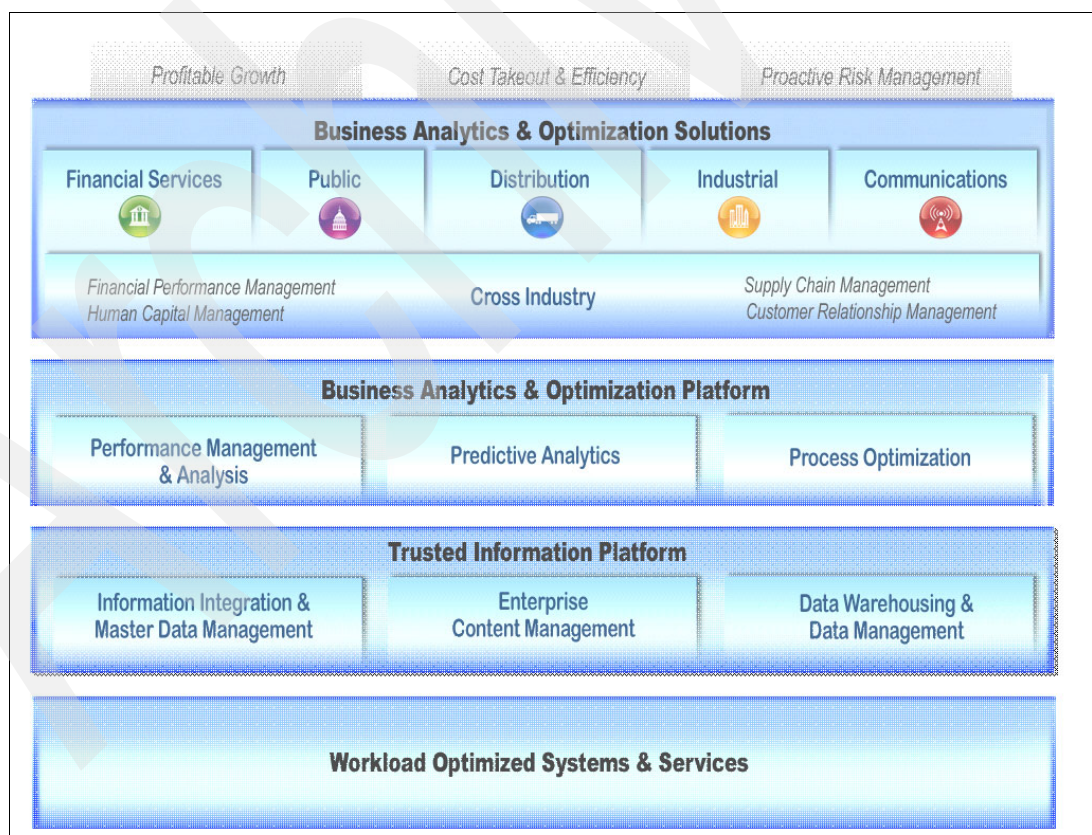 Profitable Growth
Cost Takeout & Efficiency
Proactive Risk Management
Business Analytics & Optimization Solutions
Financial Services
Public
Distribution
Industrial
Communications
Financial Performance Management
Human Capital Management
Cross Industry
Supply Chain Management
Customer Relationship Management
Business Analytics & Optimization Platform
Performance Management
& Analysis
Predictive Analytics
Process Optimization
Trusted Information Platform
Information Integration &
Master Data Management
Enterprise
Content Management
Data Warehousing &
Data Management
Workload Optimized Systems & Services